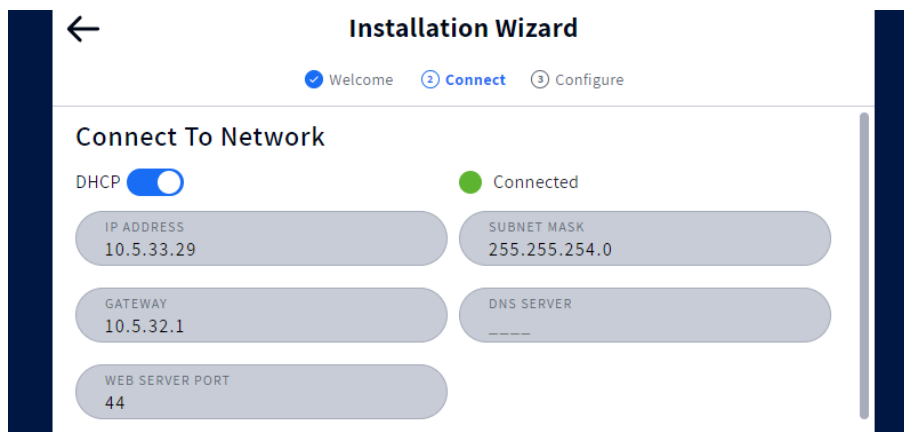 Installation Wizard
Welcome 2 Connect 3 Configure
Connect To Network
DHCP Connected
IP ADDRESS SUBNET MASK
10.5.33.29 255.255.254.0
GATEWAY DNS SERVER
10.5.32.1 ____
WEB SERVER PORT
44